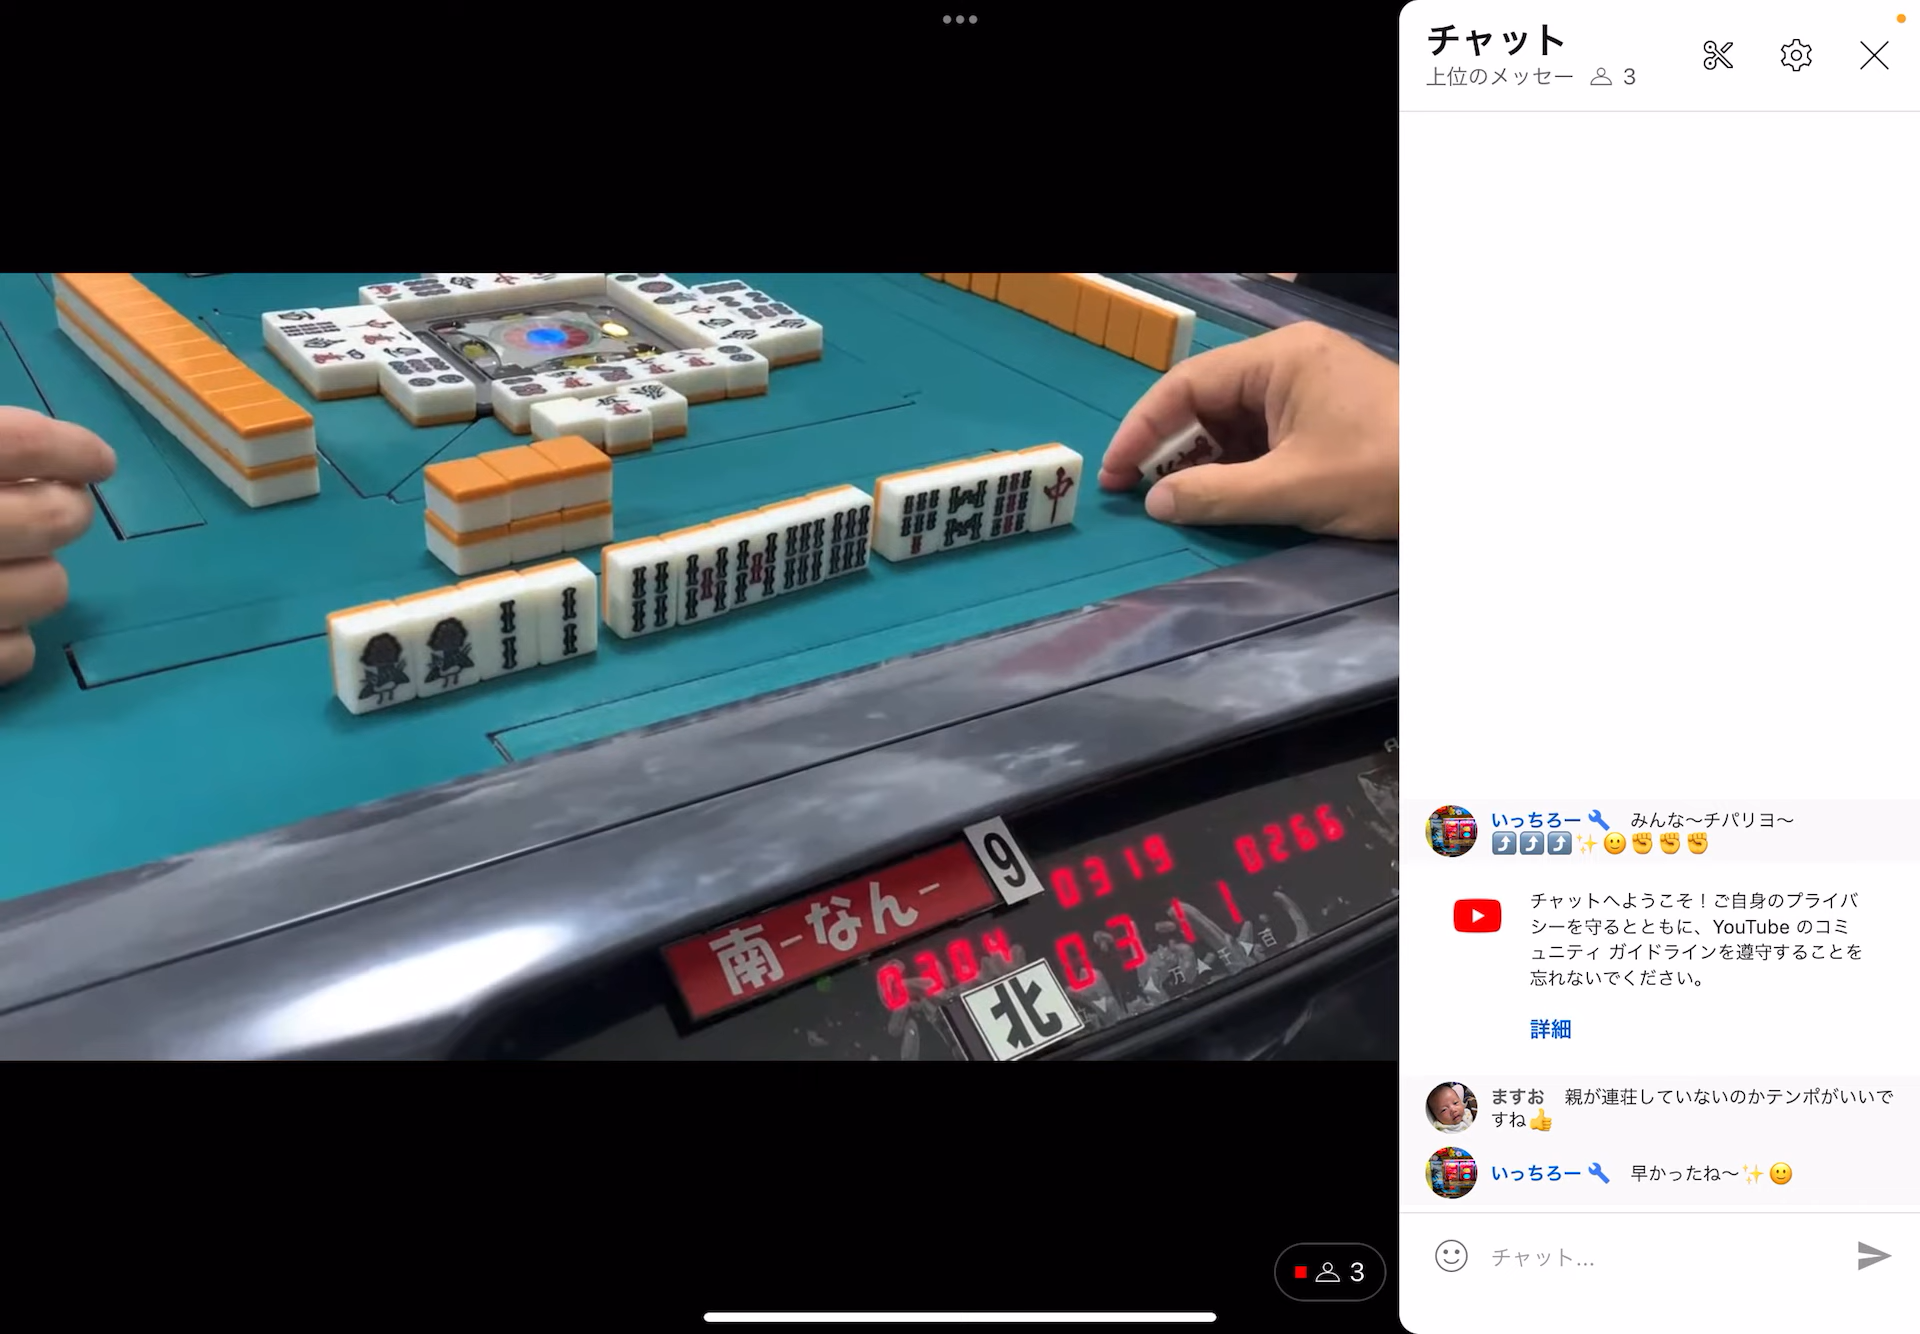 チャット
上位のメッセー 3
いっちろー みんな〜チパリヨ〜
⤴️⤴️⤴️✨🙂✊✊✊
チャットへようこそ！ご自身のプライバ
シーを守るとともに、YouTube のコミ
ュニティ ガイドラインを遵守することを
忘れないでください。
詳細
ますお 親が連荘していないのかテンポがいいで
すね👍
いっちろー 早かったね〜✨🙂
チャット...
3
中
南-なん-
9
0319
0266
0304
0311
北